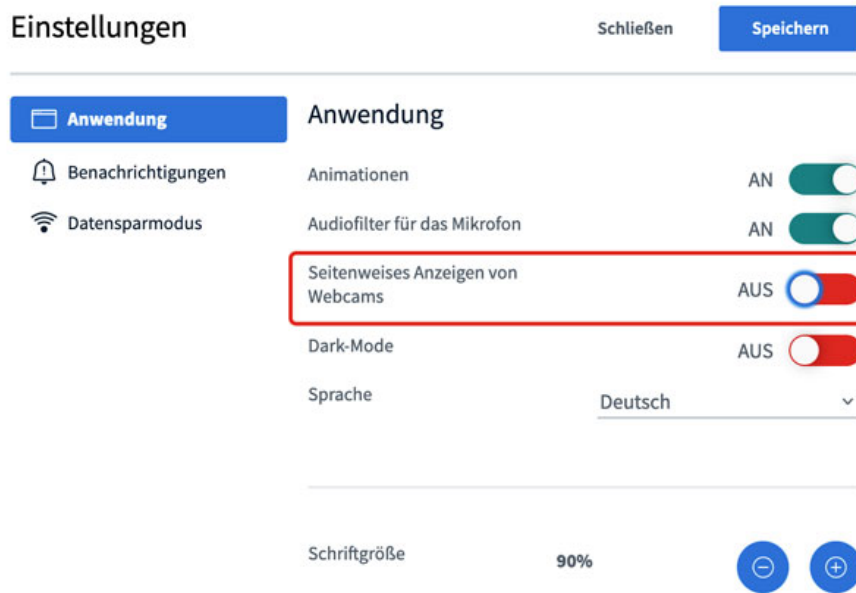 Einstellungen
Schließen
Speichern
Anwendung
Benachrichtigungen
Datensparmodus
Anwendung
Animationen
AN
Audiofilter für das Mikrofon
AN
Seitenweises Anzeigen von
Webcams
AUS
Dark-Mode
AUS
Sprache
Deutsch
Schriftgröße
90%